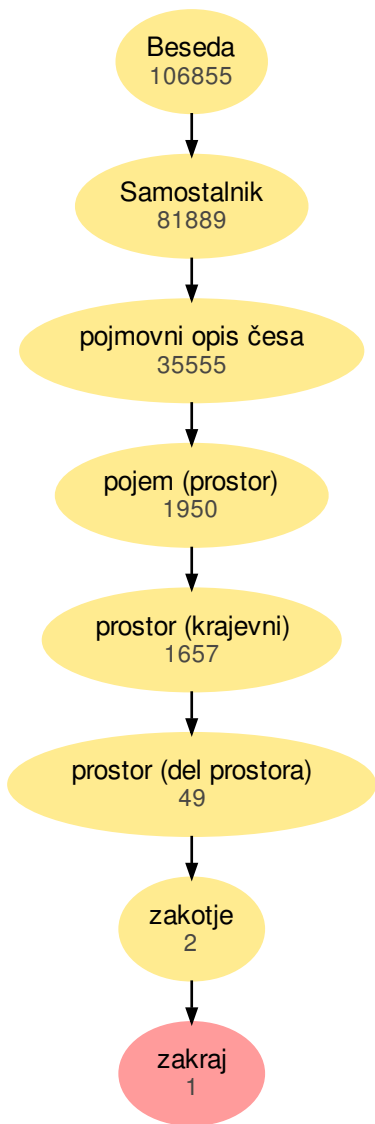 Beseda
106855
Samostalnik
81889
pojmovni opis česa
35555
pojem (prostor)
1950
prostor (krajevni)
1657
prostor (del prostora)
49
zakotje
2
zakraj
1